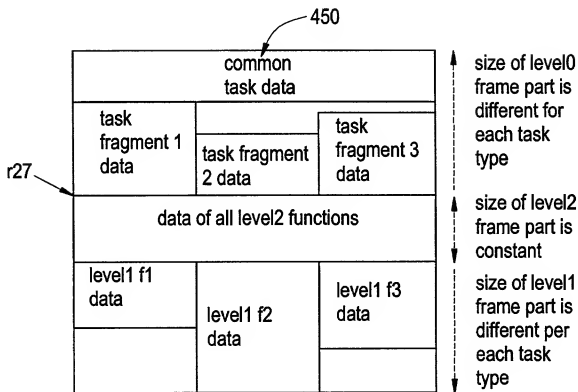 450
common
task data
size of level0
frame part is
different for
each task
type
task
fragment 1
data
task fragment
2 data
task
fragment 3
data
r27
data of all level2 functions
size of level2
frame part is
constant
level1 f1
data
level1 f2
data
level1 f3
data
size of level1
frame part is
different per
each task
type